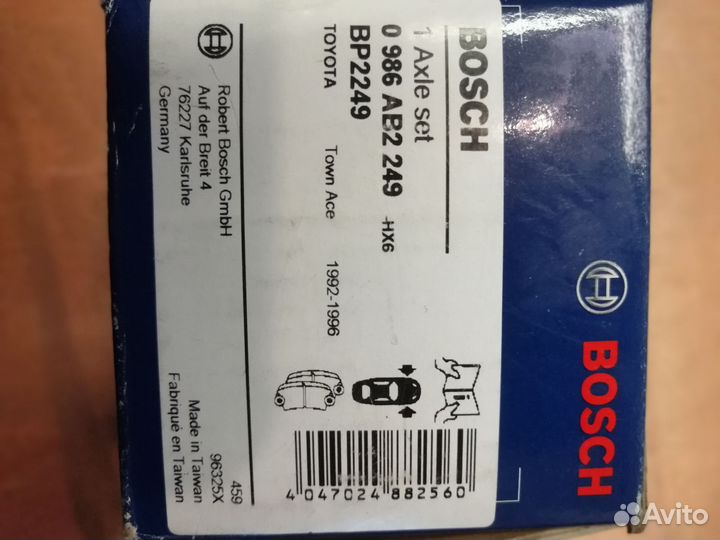 BOSCH
1 Axle set
0 986 AB2 249 -HX6
BP2249
TOYOTA Town Ace 1992-1996
Robert Bosch GmbH
Auf der Breit 4
76227 Karlsruhe
Germany
459
96325X
Made in Taiwan
Fabriqué en Taiwan
4 047024 882560
BOSCH
Avito